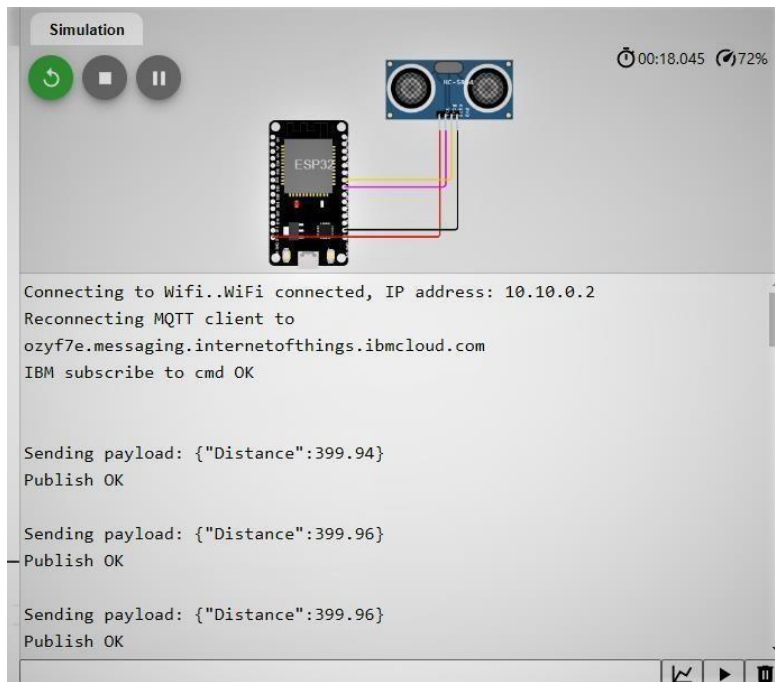 Simulation
00:18.045 72%
HC-SR04
ESP32
Connecting to Wifi..WiFi connected, IP address: 10.10.0.2
Reconnecting MQTT client to
ozyf7e.messaging.internetofthings.ibmcloud.com
IBM subscribe to cmd OK
Sending payload: {"Distance":399.94}
Publish OK
Sending payload: {"Distance":399.96}
Publish OK
Sending payload: {"Distance":399.96}
Publish OK